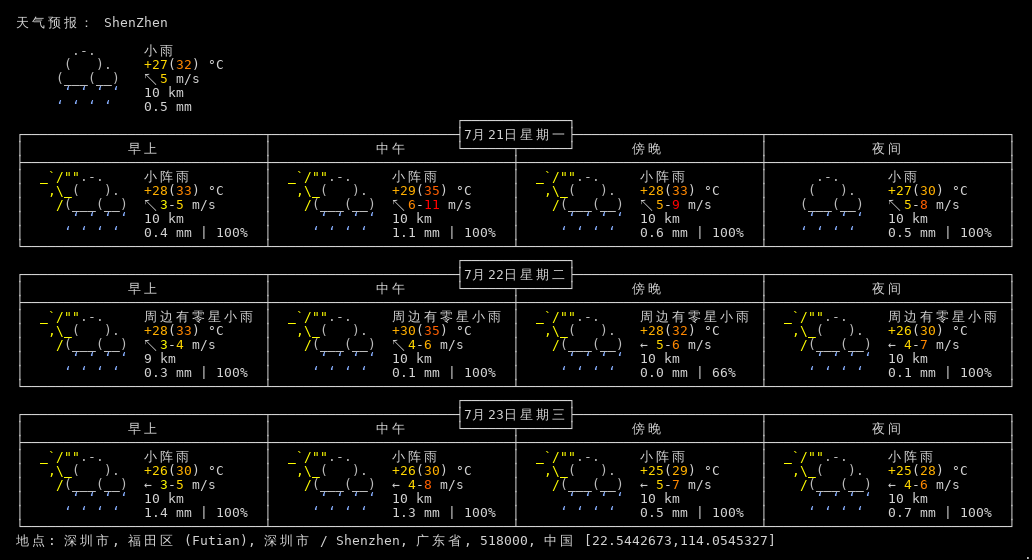 天气预报： ShenZhen
小雨
+27(32) °C
↖5 m/s
10 km
0.5 mm
7月21日星期一
早上 中午 傍晚 夜间
小阵雨 小阵雨 小阵雨 小雨
+28(33) °C +29(35) °C +28(33) °C +27(30) °C
↖3-5 m/s ↖6-11 m/s ↖5-9 m/s ↖5-8 m/s
10 km 10 km 10 km 10 km
0.4 mm | 100% 1.1 mm | 100% 0.6 mm | 100% 0.5 mm | 100%
7月22日星期二
早上 中午 傍晚 夜间
周边有零星小雨 周边有零星小雨 周边有零星小雨 周边有零星小雨
+28(33) °C +30(35) °C +28(32) °C +26(30) °C
↖3-4 m/s ↖4-6 m/s ← 5-6 m/s ← 4-7 m/s
9 km 10 km 10 km 10 km
0.3 mm | 100% 0.1 mm | 100% 0.0 mm | 66% 0.1 mm | 100%
7月23日星期三
早上 中午 傍晚 夜间
小阵雨 小阵雨 小阵雨 小阵雨
+26(30) °C +26(30) °C +25(29) °C +25(28) °C
← 3-5 m/s ← 4-8 m/s ← 5-7 m/s ← 4-6 m/s
10 km 10 km 10 km 10 km
1.4 mm | 100% 1.3 mm | 100% 0.5 mm | 100% 0.7 mm | 100%
地点: 深圳市, 福田区 (Futian), 深圳市 / Shenzhen, 广东省, 518000, 中国 [22.5442673,114.0545327]